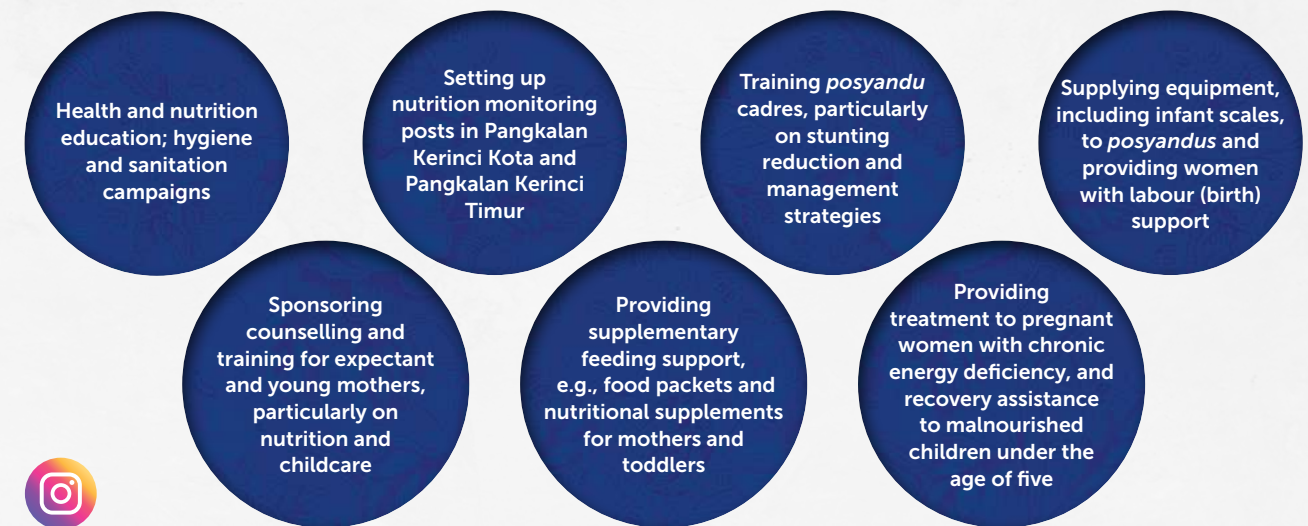 Health and nutrition
education; hygiene
and sanitation
campaigns
Setting up
nutrition monitoring
posts in Pangkalan
Kerinci Kota and
Pangkalan Kerinci
Timur
Training posyandu
cadres, particularly
on stunting
reduction and
management
strategies
Supplying equipment,
including infant scales,
to posyandus and
providing women
with labour (birth)
support
Sponsoring
counselling and
training for expectant
and young mothers,
particularly on
nutrition and
childcare
Providing
supplementary
feeding support,
e.g., food packets and
nutritional supplements
for mothers and
toddlers
Providing
treatment to pregnant
women with chronic
energy deficiency, and
recovery assistance
to malnourished
children under the
age of five